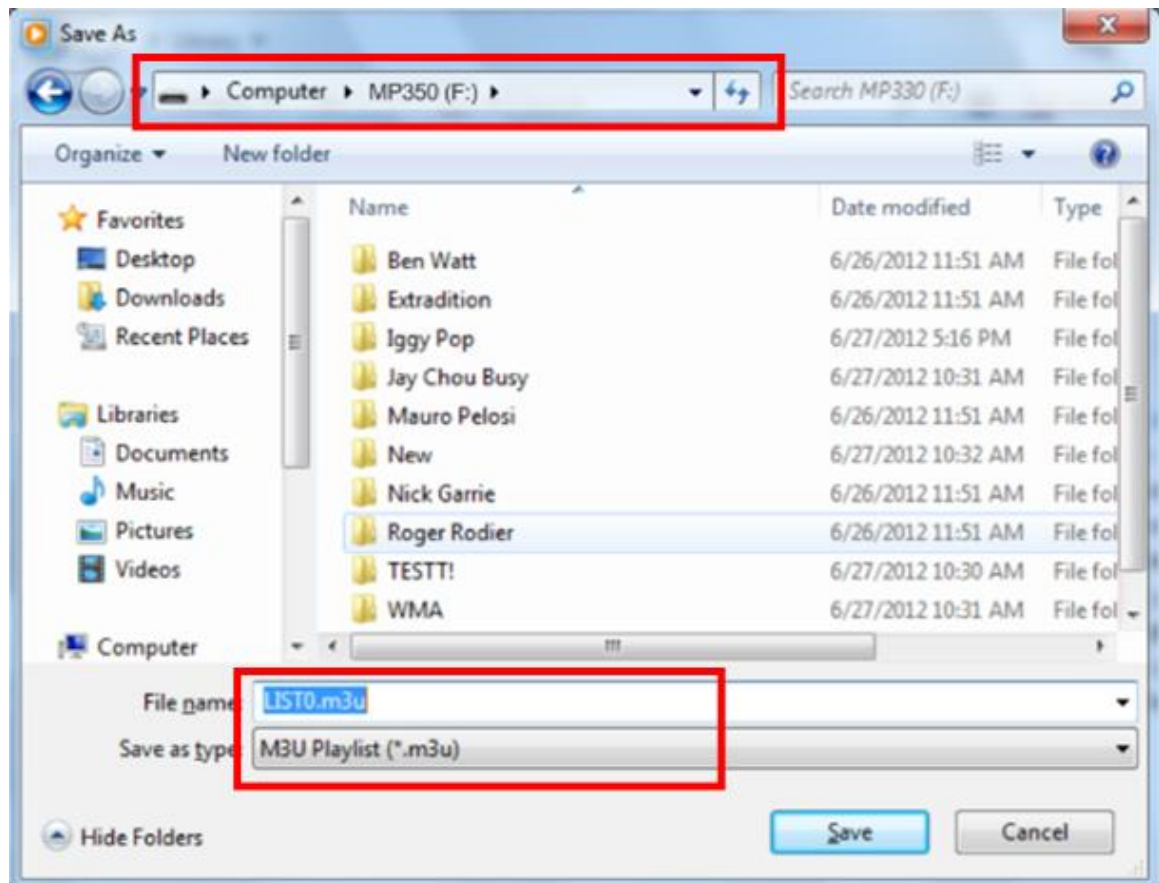 Save As
Computer MP350 (F:)
Search MP330 (F:)
Organize New folder
Name Date modified Type
Favorites
Desktop
Downloads
Recent Places
Libraries
Documents
Music
Pictures
Videos
Computer
Ben Watt 6/26/2012 11:51 AM File fol
Extradition 6/26/2012 11:51 AM File fol
Iggy Pop 6/27/2012 5:16 PM File fol
Jay Chou Busy 6/27/2012 10:31 AM File fol
Mauro Pelosi 6/26/2012 11:51 AM File fol
New 6/27/2012 10:32 AM File fol
Nick Garrie 6/26/2012 11:51 AM File fol
Roger Rodier 6/26/2012 11:51 AM File fol
TESTT! 6/27/2012 10:30 AM File fol
WMA 6/27/2012 10:31 AM File fol
File name: LIST0.m3u
Save as type: M3U Playlist (*.m3u)
Hide Folders
Save Cancel